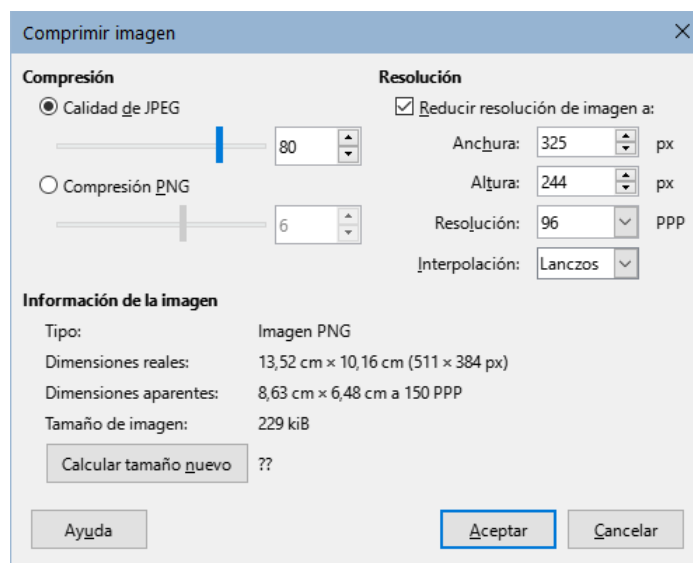 Comprimir imagen
Compresión
Calidad de JPEG
80
Compresión PNG
6
Resolución
Reducir resolución de imagen a:
Anchura: 325 px
Altura: 244 px
Resolución: 96 PPP
Interpolación: Lanczos
Información de la imagen
Tipo: Imagen PNG
Dimensiones reales: 13,52 cm × 10,16 cm (511 × 384 px)
Dimensiones aparentes: 8,63 cm × 6,48 cm a 150 PPP
Tamaño de imagen: 229 kiB
Calcular tamaño nuevo ??
Ayuda Aceptar Cancelar